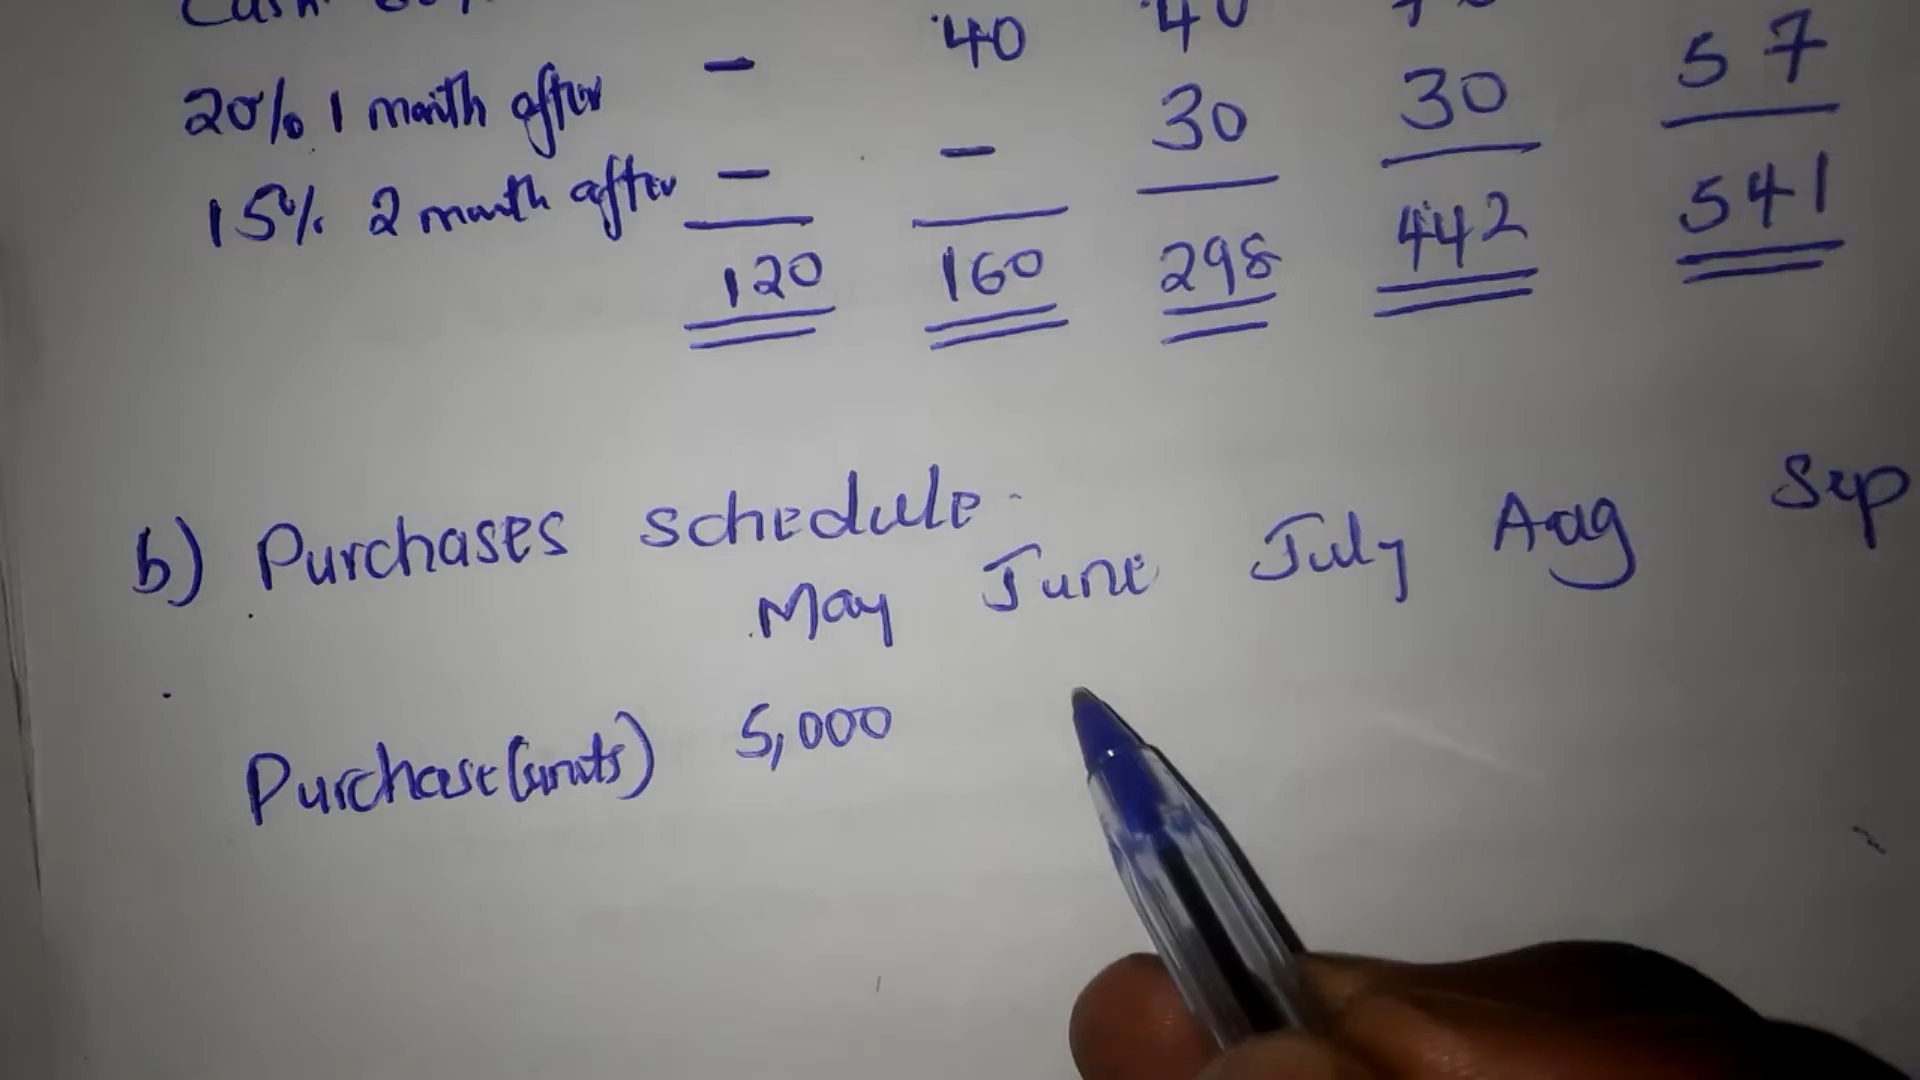 Cash
- 40 40
20% 1 month after 30 30 57
15% 2 month after - -
120 160 298 442 541
b) Purchases schedule.
May June July Aug Sep
Purchase (units) 5,000